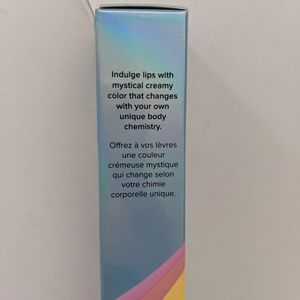 Indulge lips with
mystical creamy
color that changes
with your own
unique body
chemistry.
Offrez à vos lèvres
une couleur
crémeuse mystique
qui change selon
votre chimie
corporelle unique.